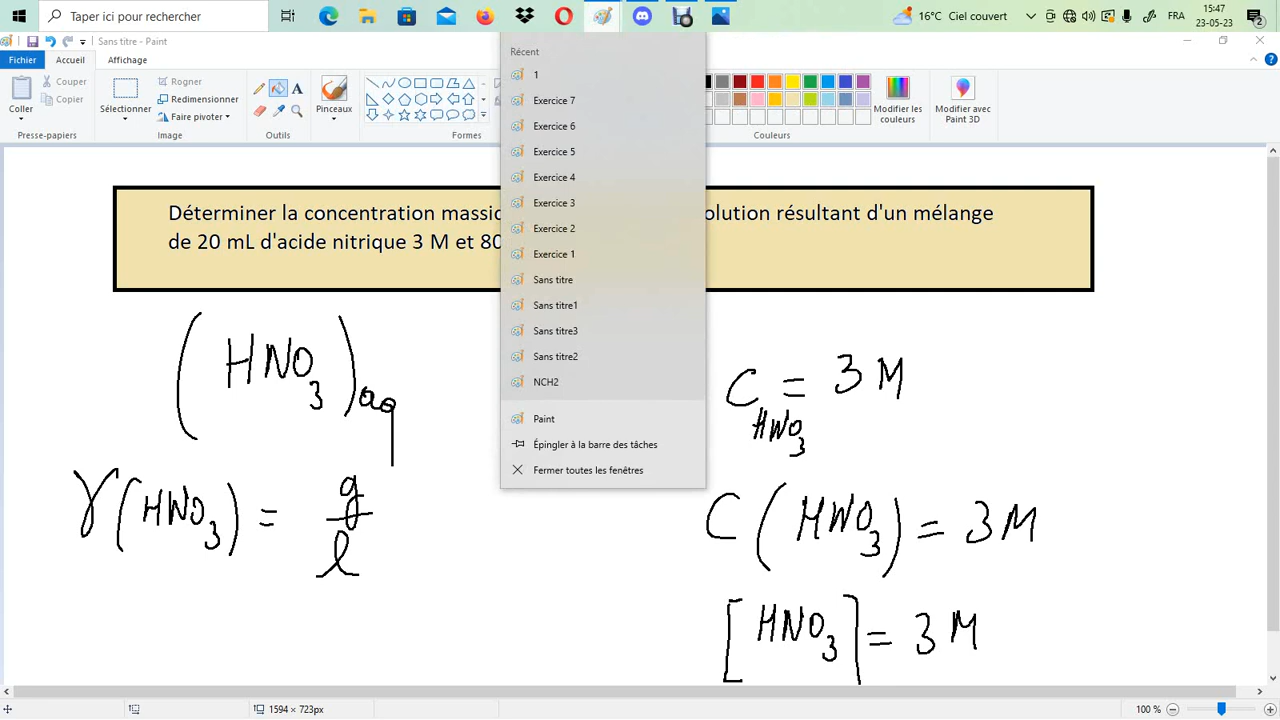 Taper ici pour rechercher
16°C Ciel couvert
FRA
15:47
23-05-23
2
Sans titre - Paint
Fichier
Accueil
Affichage
Coller
Couper
Copier
Presse-papiers
Sélectionner
Rogner
Redimensionner
Faire pivoter
Image
A
Outils
Pinceaux
Formes
Couleurs
Modifier les
couleurs
Modifier avec
Paint 3D
Récent
1
Exercice 7
Exercice 6
Exercice 5
Exercice 4
Exercice 3
Exercice 2
Exercice 1
Sans titre
Sans titre1
Sans titre3
Sans titre2
NCH2
Paint
Épingler à la barre des tâches
Fermer toutes les fenêtres
Déterminer la concentration massic olution résultant d'un mélange
de 20 mL d'acide nitrique 3 M et 80
(HNO3)aq
C HNO3 = 3 M
γ(HNO3) = g/l
C(HNO3) = 3M
[HNO3] = 3 M
1594 × 723px
100 %